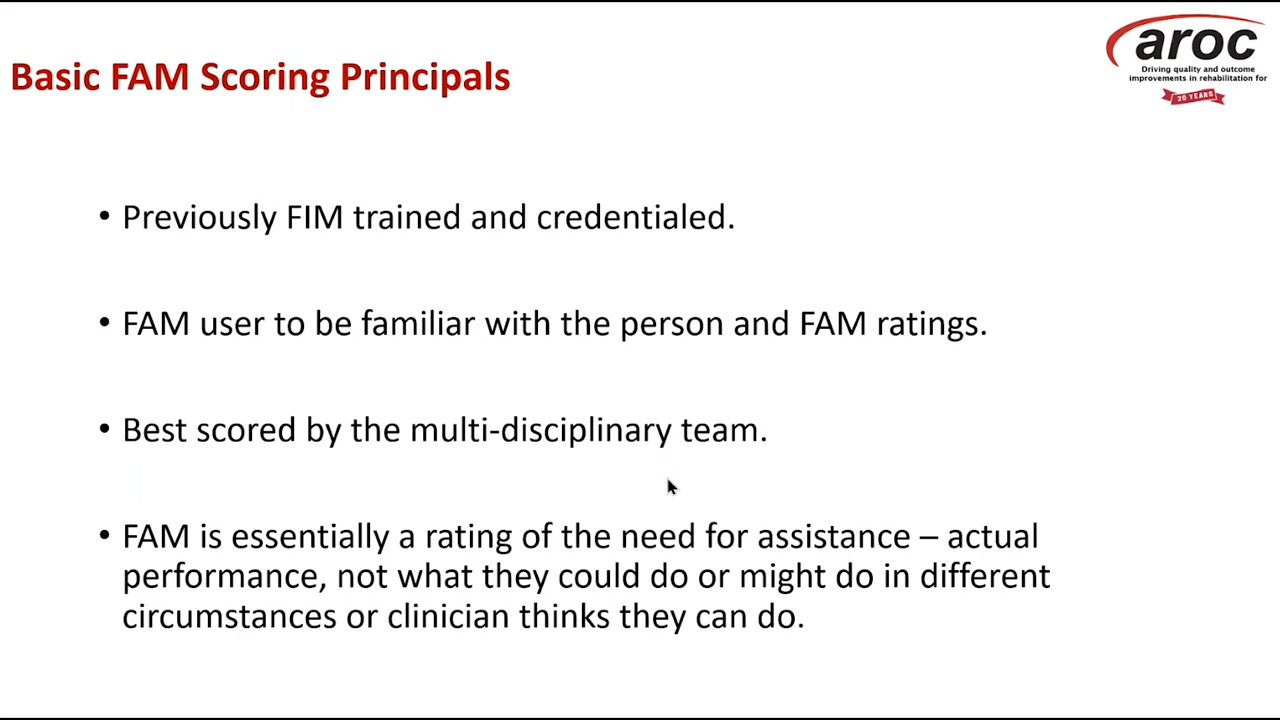 Basic FAM Scoring Principals
aroc
Driving quality and outcome
improvements in rehabilitation for
20 YEARS
• Previously FIM trained and credentialed.
• FAM user to be familiar with the person and FAM ratings.
• Best scored by the multi-disciplinary team.
• FAM is essentially a rating of the need for assistance – actual
performance, not what they could do or might do in different
circumstances or clinician thinks they can do.